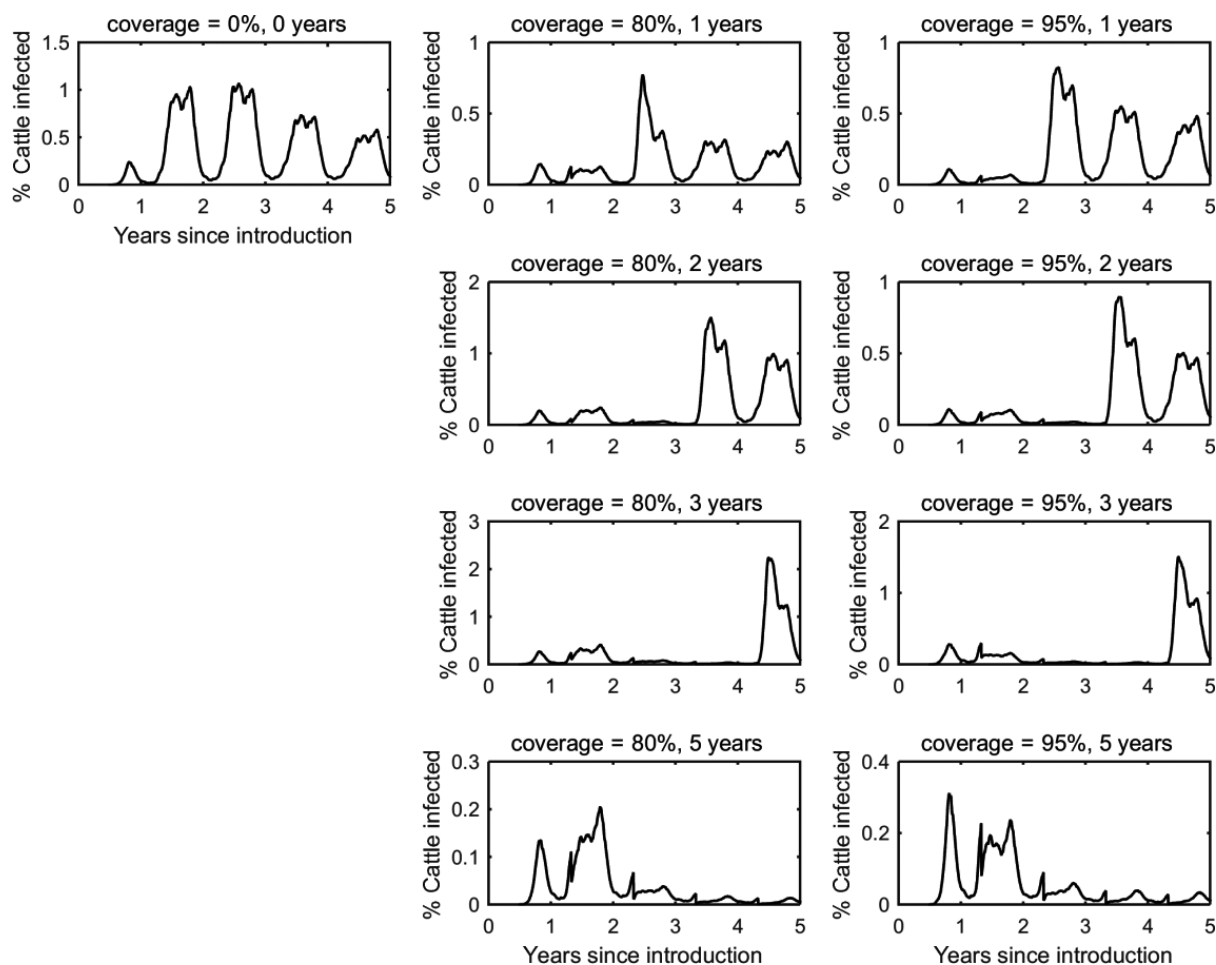 coverage = 0%, 0 years
1.5
1
0.5
0
% Cattle infected
0 1 2 3 4 5
Years since introduction
coverage = 80%, 1 years
1
0.5
0
% Cattle infected
0 1 2 3 4 5
coverage = 95%, 1 years
1
0.5
0
% Cattle infected
0 1 2 3 4 5
coverage = 80%, 2 years
2
1
0
% Cattle infected
0 1 2 3 4 5
coverage = 95%, 2 years
1
0.5
0
% Cattle infected
0 1 2 3 4 5
coverage = 80%, 3 years
3
2
1
0
% Cattle infected
0 1 2 3 4 5
coverage = 95%, 3 years
2
1
0
% Cattle infected
0 1 2 3 4 5
coverage = 80%, 5 years
0.3
0.2
0.1
0
% Cattle infected
0 1 2 3 4 5
Years since introduction
coverage = 95%, 5 years
0.4
0.2
0
% Cattle infected
0 1 2 3 4 5
Years since introduction